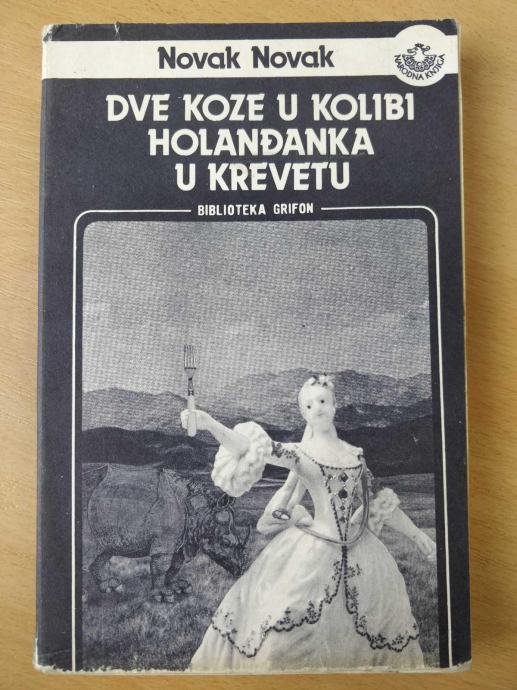 Novak Novak
NARODNA KNJIGA
DVE KOZE U KOLIBI
HOLANĐANKA
U KREVETU
BIBLIOTEKA GRIFON